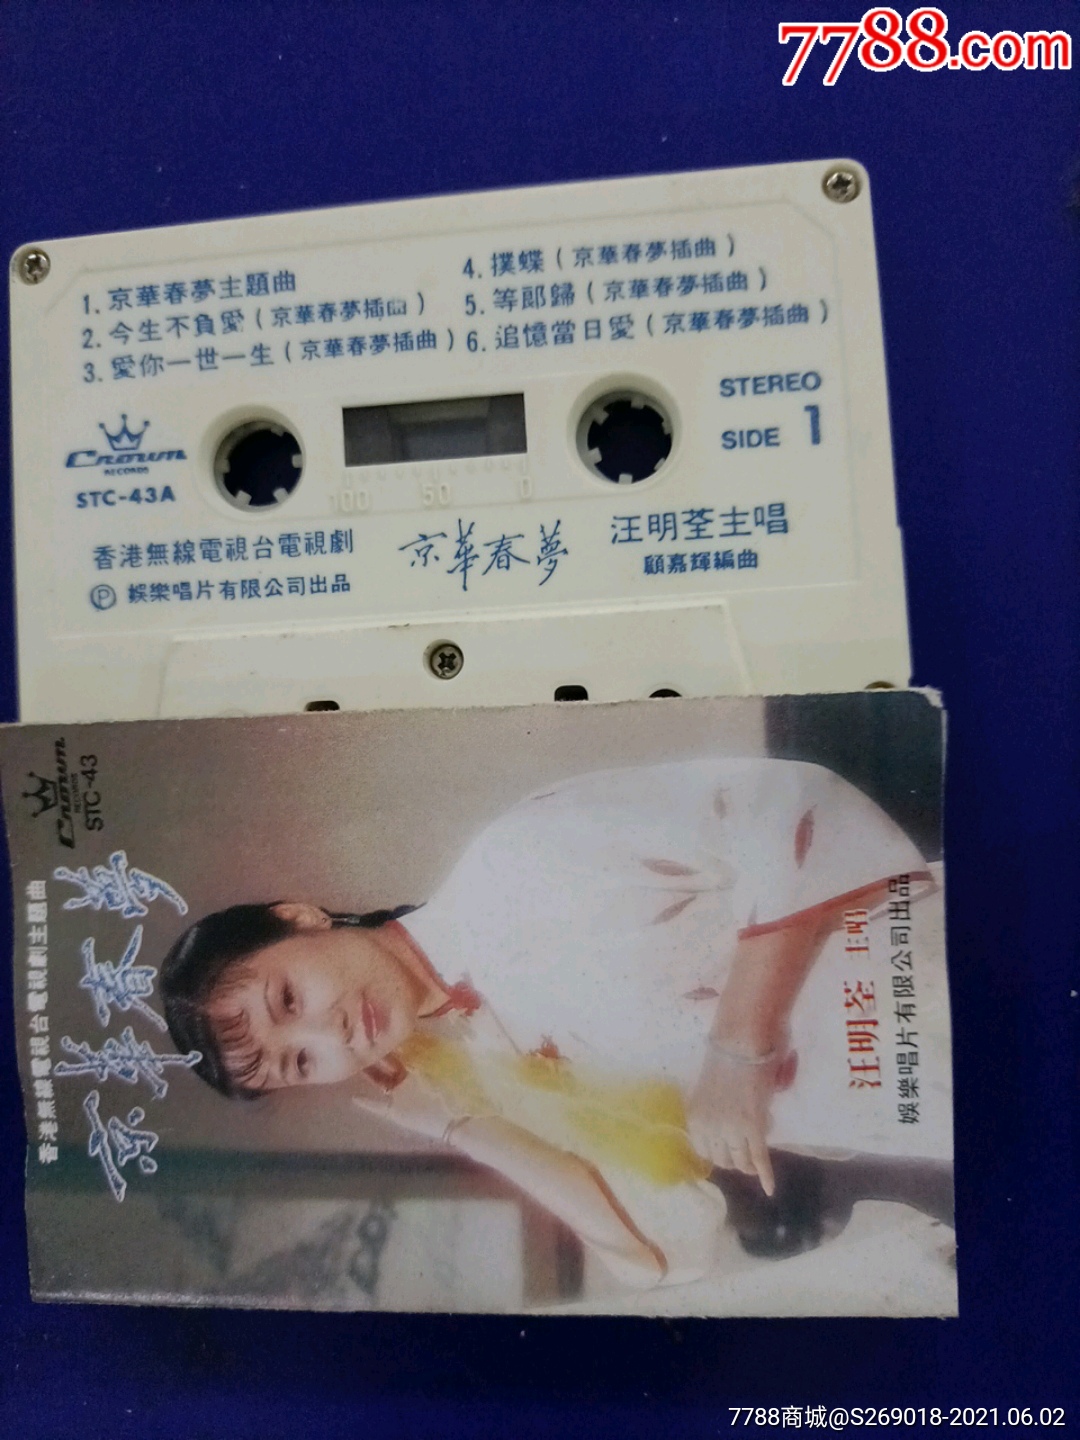 7788.com
1. 京華春夢主題曲
2. 今生不負愛（京華春夢插曲）
3. 愛你一世一生（京華春夢插曲）
4. 撲蝶（京華春夢插曲）
5. 等郎歸（京華春夢插曲）
6. 追憶當日愛（京華春夢插曲）
Crown
RECORDS
STC-43A
100 50 0
STEREO
SIDE 1
香港無線電視台電視劇
Ⓟ 娛樂唱片有限公司出品
京華春夢
汪明荃主唱
顧嘉輝編曲
Crown
RECORDS
STC-43
香港無線電視台電視劇主題曲
京華春夢
汪明荃 主唱
娛樂唱片有限公司出品
7788商城@S269018-2021.06.02